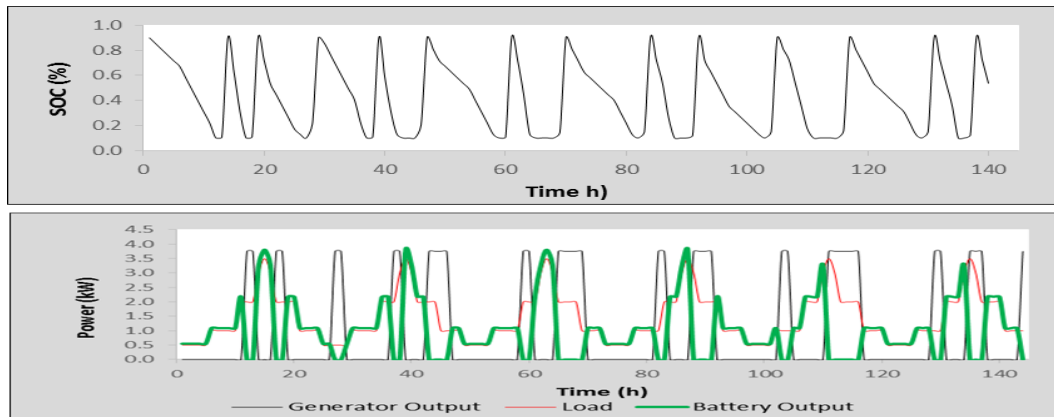 SOC (%)
1.0
0.8
0.6
0.4
0.2
0.0
0 20 40 60 80 100 120 140
Time h)
Power (kW)
4.5
4.0
3.5
3.0
2.5
2.0
1.5
1.0
0.5
0.0
0 20 40 60 80 100 120 140
Time (h)
Generator Output Load Battery Output